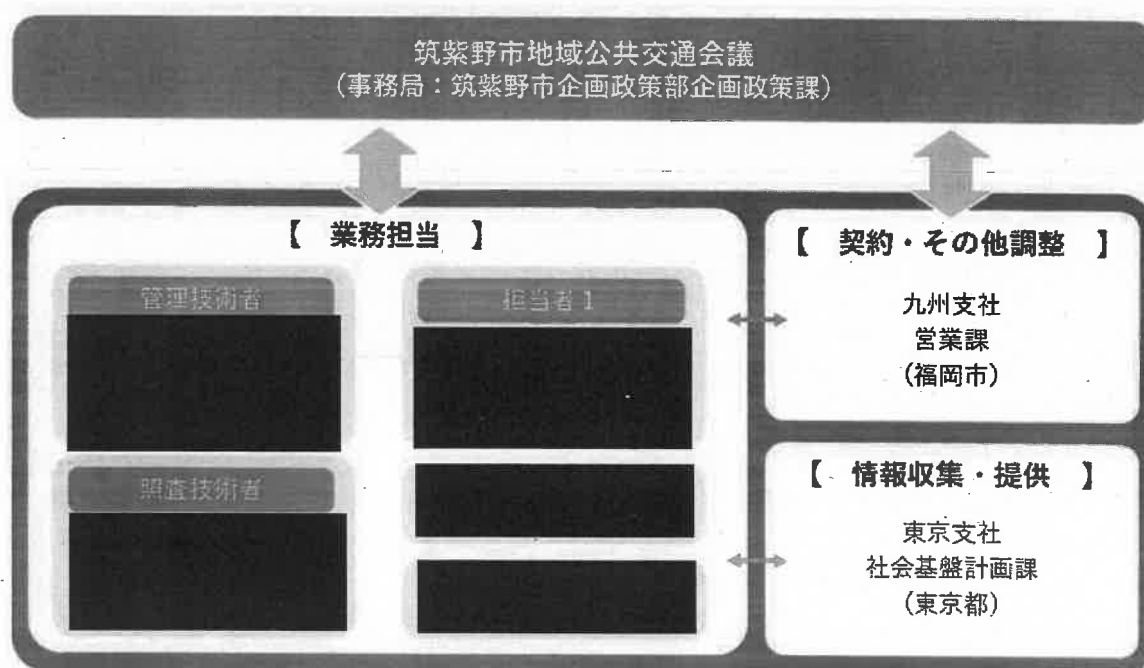 筑紫野市地域公共交通会議
（事務局：筑紫野市企画政策部企画政策課）
【 業務担当 】
管理技術者
担当者1
照査技術者
【 契約・その他調整 】
九州支社
営業課
（福岡市）
【 情報収集・提供 】
東京支社
社会基盤計画課
（東京都）